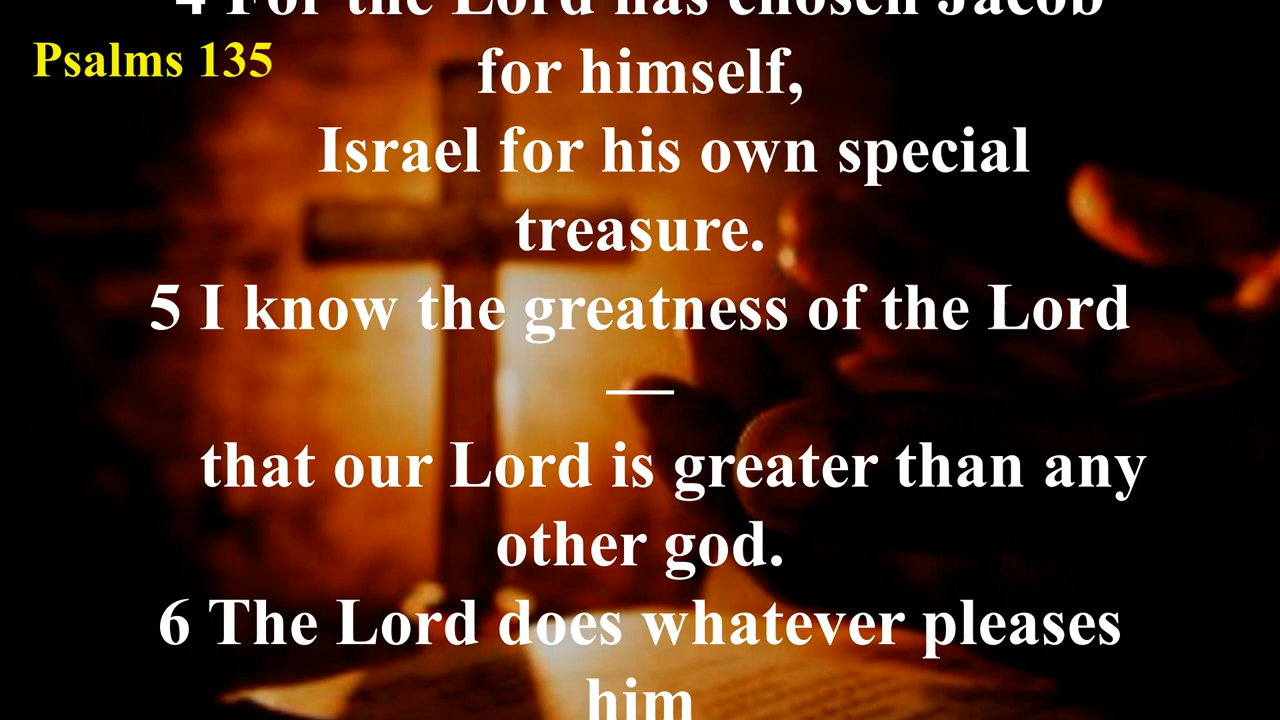 4 For the Lord has chosen Jacob
Psalms 135
for himself,
Israel for his own special
treasure.
5 I know the greatness of the Lord
—
that our Lord is greater than any
other god.
6 The Lord does whatever pleases
him